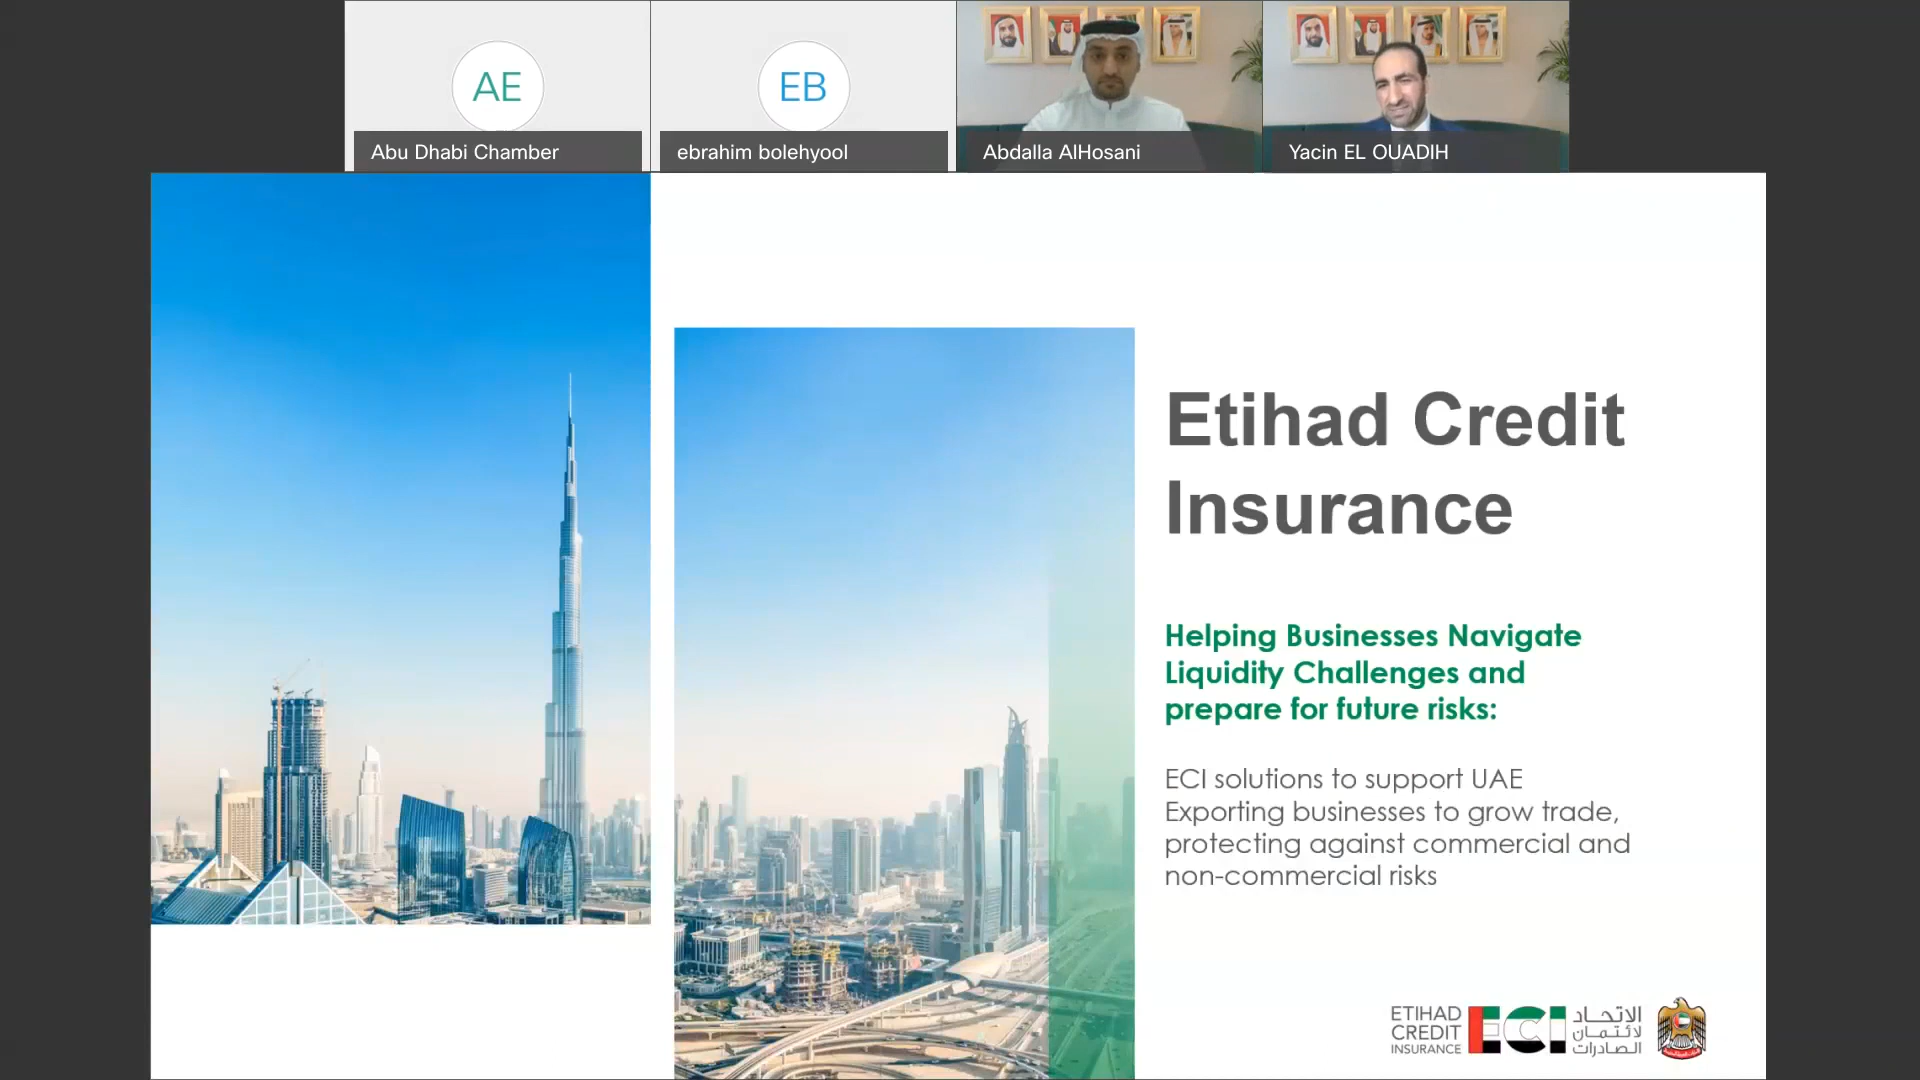 AE
EB
Abu Dhabi Chamber
ebrahim bolehyool
Abdalla AlHosani
Yacin EL OUADIH
Etihad Credit
Insurance
Helping Businesses Navigate
Liquidity Challenges and
prepare for future risks:
ECI solutions to support UAE
Exporting businesses to grow trade,
protecting against commercial and
non-commercial risks
ETIHAD
CREDIT
INSURANCE
ECI
الاتحاد
لائتمان
الصادرات